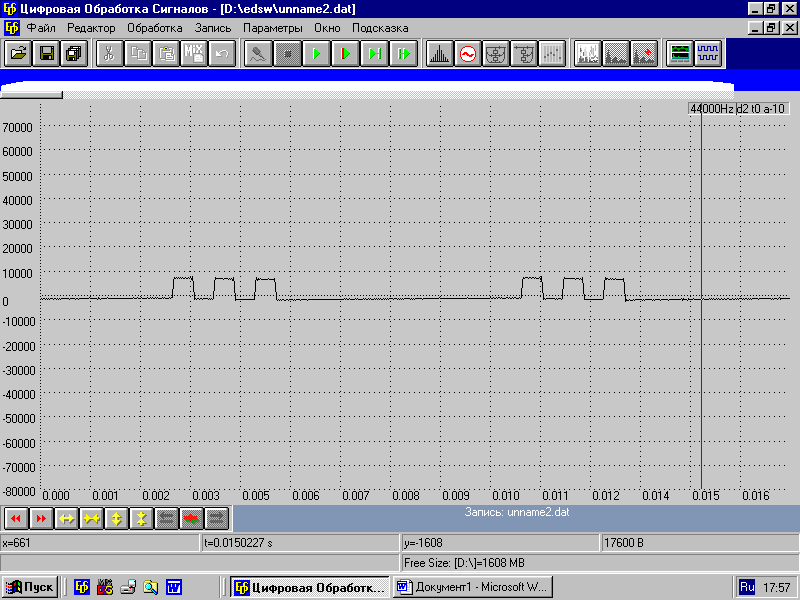 Цифровая Обработка Сигналов - [D:\edsw\unname2.dat]
Файл Редактор Обработка Запись Параметры Окно Подсказка
MiX
44000Hz d2 t0 a-10
70000
60000
50000
40000
30000
20000
10000
0
-10000
-20000
-30000
-40000
-50000
-60000
-70000
-80000
0.000 0.001 0.002 0.003 0.005 0.006 0.007 0.008 0.009 0.010 0.011 0.012 0.014 0.015 0.016
Запись: unname2.dat
x=661 t=0.0150227 s y=-1608 17600 B
Free Size: [D:\]=1608 MB
Пуск Цифровая Обработк... Документ1 - Microsoft W... Ru 17:57